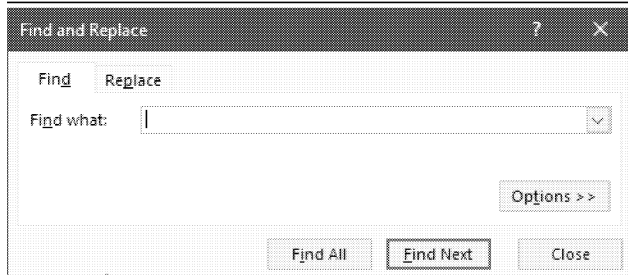 Find and Replace ? ×
Find Replace
Find what:
Options >>
Find All Find Next Close